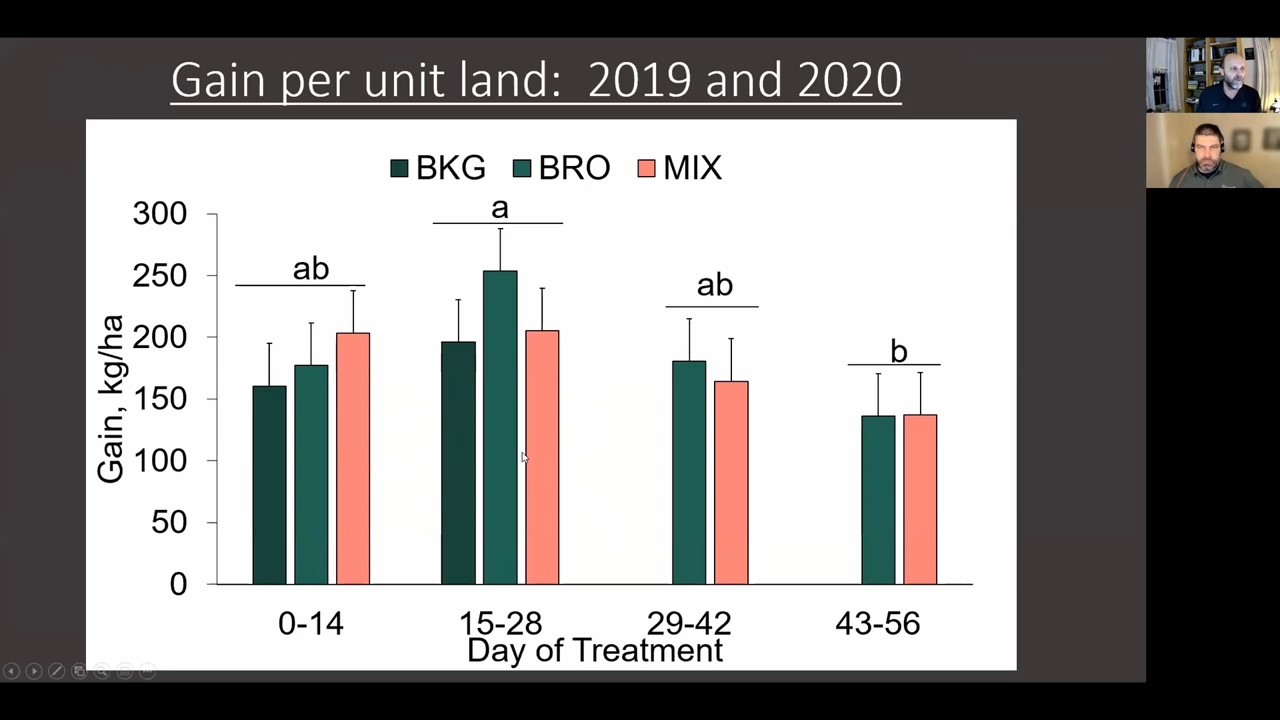 Gain per unit land: 2019 and 2020
BKG BRO MIX
300
250
200
150
100
50
0
Gain, kg/ha
ab
a
ab
b
0-14 15-28 29-42 43-56
Day of Treatment